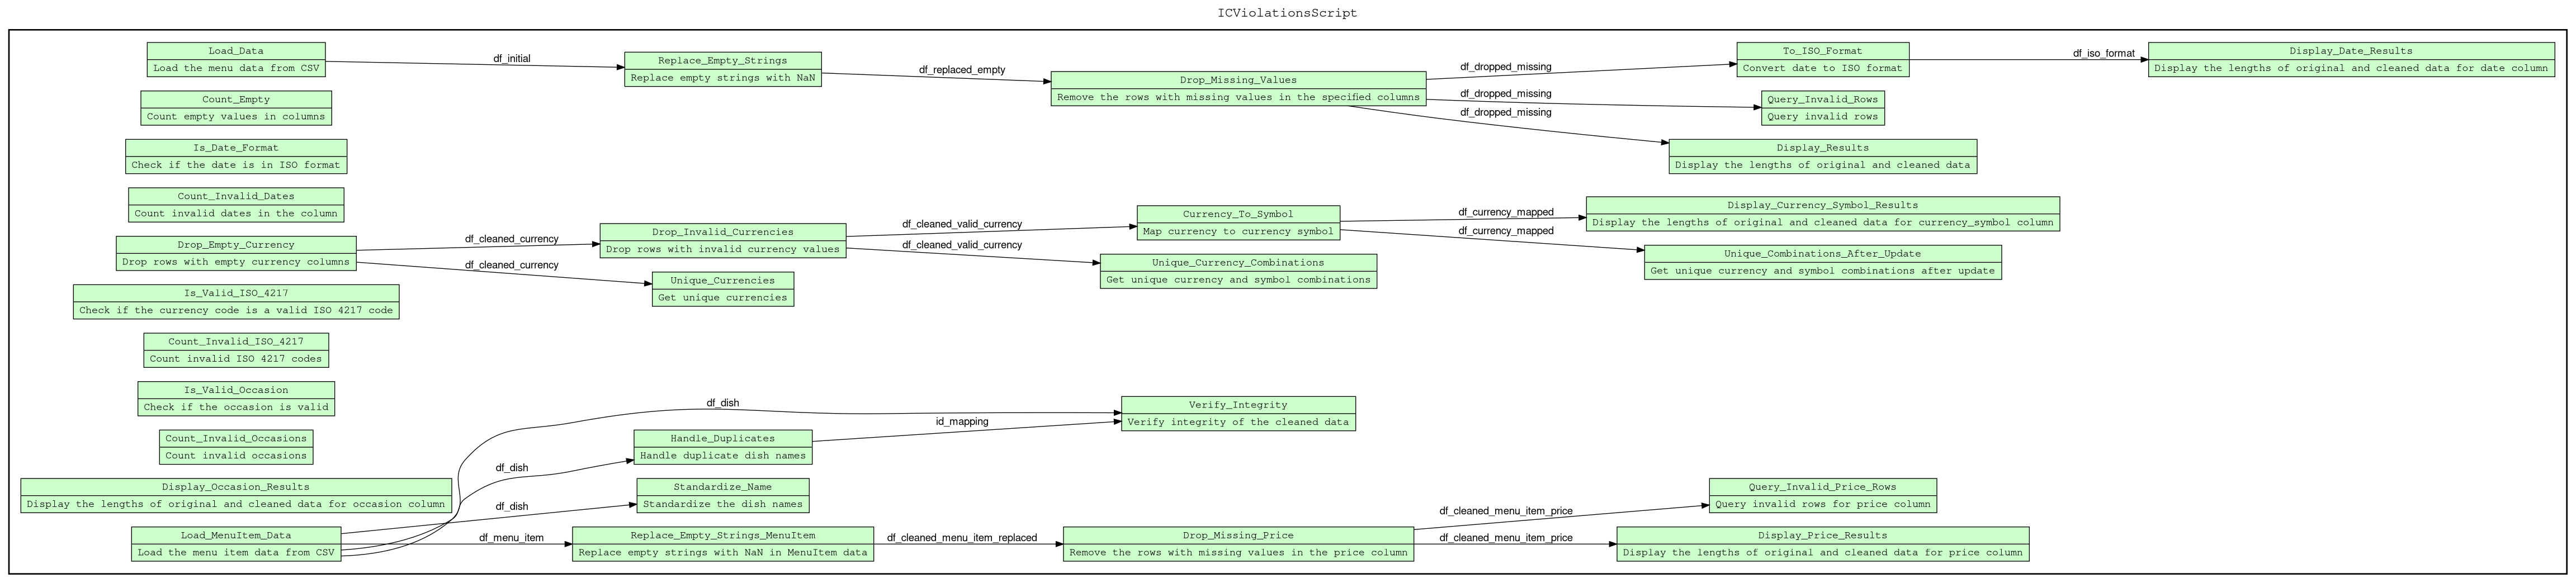 ICViolationsScript
Load_Data
Load the menu data from CSV
df_initial
Replace_Empty_Strings
Replace empty strings with NaN
df_replaced_empty
Drop_Missing_Values
Remove the rows with missing values in the specified columns
df_dropped_missing
df_dropped_missing
df_dropped_missing
To_ISO_Format
Convert date to ISO format
df_iso_format
Display_Date_Results
Display the lengths of original and cleaned data for date column
Query_Invalid_Rows
Query invalid rows
Display_Results
Display the lengths of original and cleaned data
Count_Empty
Count empty values in columns
Is_Date_Format
Check if the date is in ISO format
Count_Invalid_Dates
Count invalid dates in the column
Drop_Empty_Currency
Drop rows with empty currency columns
df_cleaned_currency
df_cleaned_currency
Drop_Invalid_Currencies
Drop rows with invalid currency values
Unique_Currencies
Get unique currencies
df_cleaned_valid_currency
df_cleaned_valid_currency
Currency_To_Symbol
Map currency to currency symbol
Unique_Currency_Combinations
Get unique currency and symbol combinations
df_currency_mapped
df_currency_mapped
Display_Currency_Symbol_Results
Display the lengths of original and cleaned data for currency_symbol column
Unique_Combinations_After_Update
Get unique currency and symbol combinations after update
Is_Valid_ISO_4217
Check if the currency code is a valid ISO 4217 code
Count_Invalid_ISO_4217
Count invalid ISO 4217 codes
Is_Valid_Occasion
Check if the occasion is valid
Count_Invalid_Occasions
Count invalid occasions
Display_Occasion_Results
Display the lengths of original and cleaned data for occasion column
Load_MenuItem_Data
Load the menu item data from CSV
df_dish
df_dish
df_dish
df_menu_item
Handle_Duplicates
Handle duplicate dish names
id_mapping
Verify_Integrity
Verify integrity of the cleaned data
Standardize_Name
Standardize the dish names
Replace_Empty_Strings_MenuItem
Replace empty strings with NaN in MenuItem data
df_cleaned_menu_item_replaced
Drop_Missing_Price
Remove the rows with missing values in the price column
df_cleaned_menu_item_price
df_cleaned_menu_item_price
Query_Invalid_Price_Rows
Query invalid rows for price column
Display_Price_Results
Display the lengths of original and cleaned data for price column